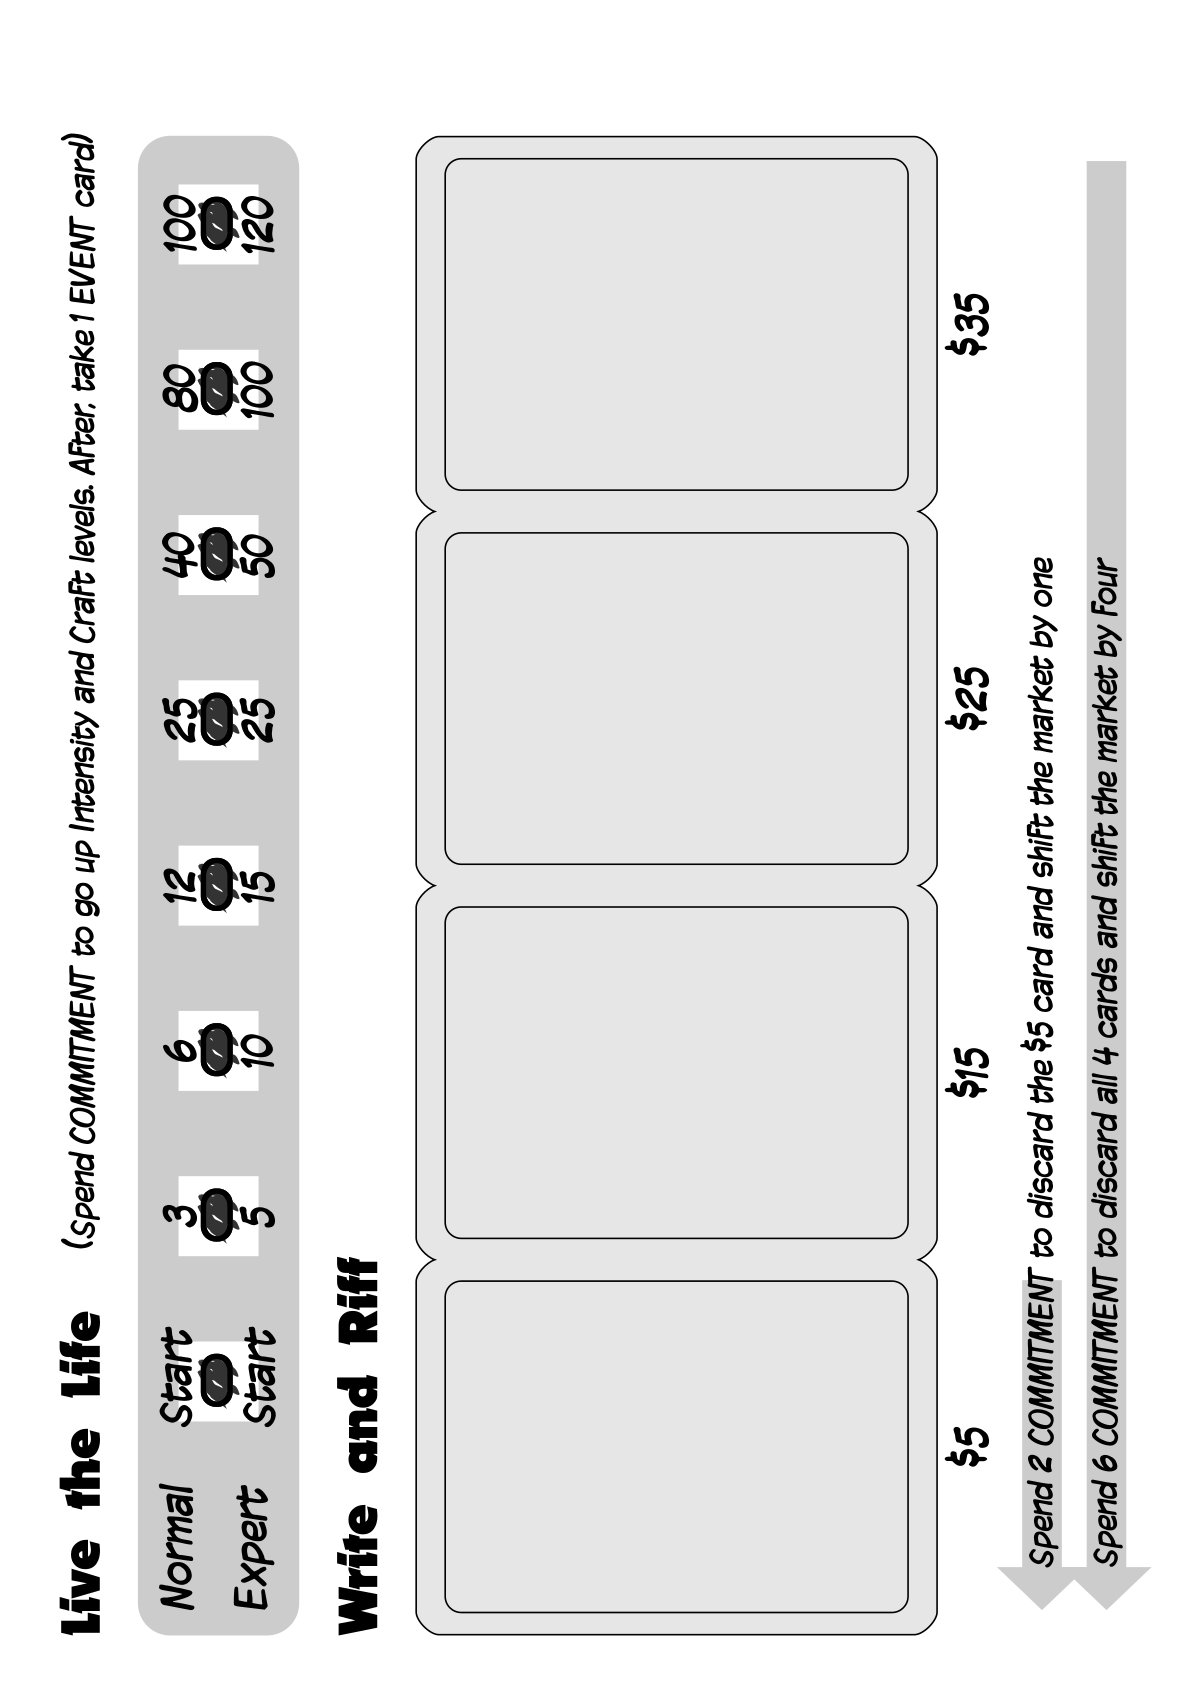 Live the Life (Spend COMMITMENT to go up Intensity and Craft levels. After, take 1 EVENT card)
Normal Start 3 6 12 25 40 80 100
Expert Start 5 10 15 25 50 100 120
Write and Riff
$5 $15 $25 $35
Spend 2 COMMITMENT to discard the $5 card and shift the market by one
Spend 6 COMMITMENT to discard all 4 cards and shift the market by four